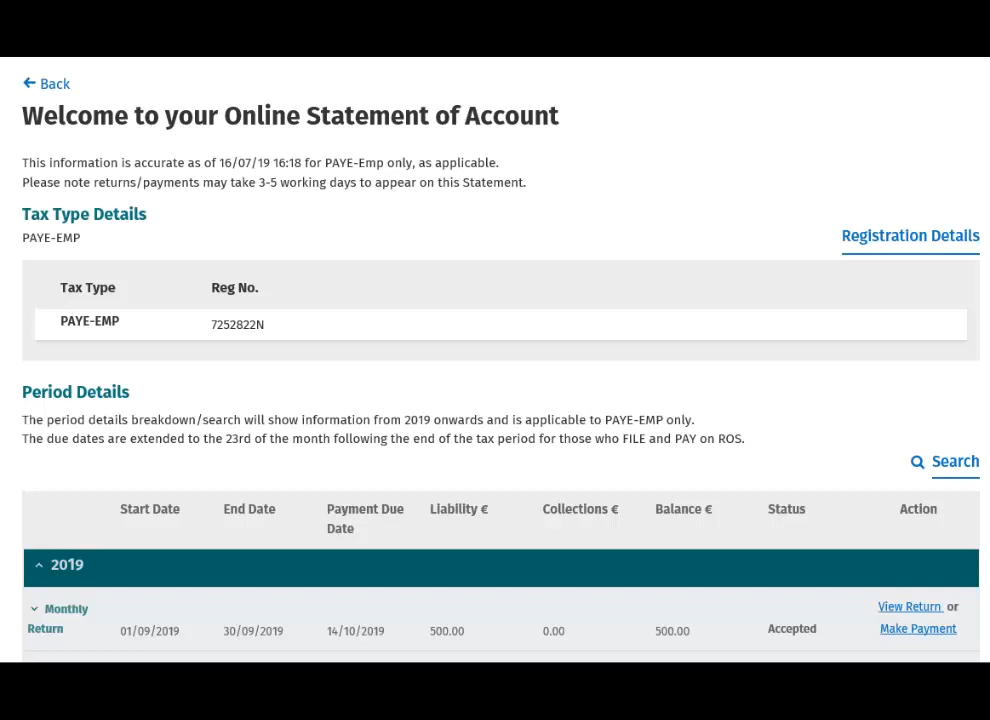 Back
Welcome to your Online Statement of Account
This information is accurate as of 16/07/19 16:18 for PAYE-Emp only, as applicable.
Please note returns/payments may take 3-5 working days to appear on this Statement.
Tax Type Details
PAYE-EMP
Registration Details
Tax Type Reg No.
PAYE-EMP 7252822N
Period Details
The period details breakdown/search will show information from 2019 onwards and is applicable to PAYE-EMP only.
The due dates are extended to the 23rd of the month following the end of the tax period for those who FILE and PAY on ROS.
Search
Start Date End Date Payment Due Date Liability € Collections € Balance € Status Action
2019
Monthly Return 01/09/2019 30/09/2019 14/10/2019 500.00 0.00 500.00 Accepted View Return or Make Payment